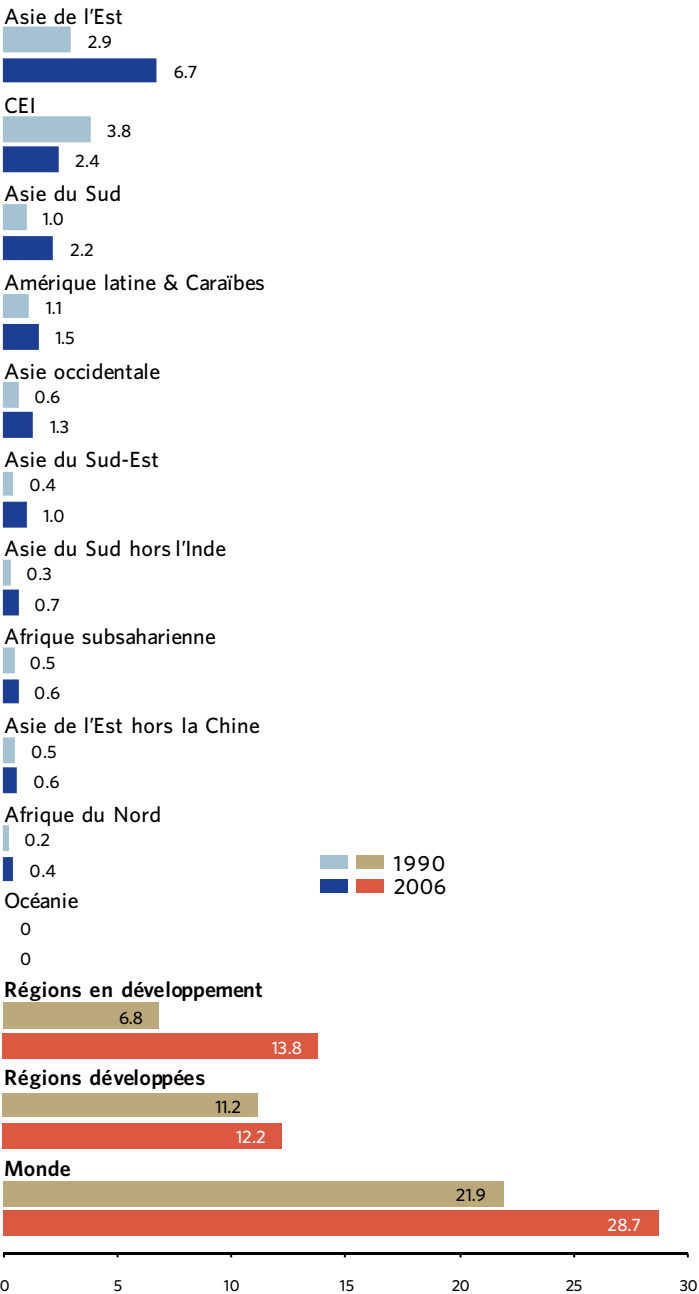 Asie de l'Est
2.9
6.7
CEI
3.8
2.4
Asie du Sud
1.0
2.2
Amérique latine & Caraïbes
1.1
1.5
Asie occidentale
0.6
1.3
Asie du Sud-Est
0.4
1.0
Asie du Sud hors l'Inde
0.3
0.7
Afrique subsaharienne
0.5
0.6
Asie de l'Est hors la Chine
0.5
0.6
Afrique du Nord
0.2
0.4
1990
2006
Océanie
0
0
Régions en développement
6.8
13.8
Régions développées
11.2
12.2
Monde
21.9
28.7
0 5 10 15 20 25 30